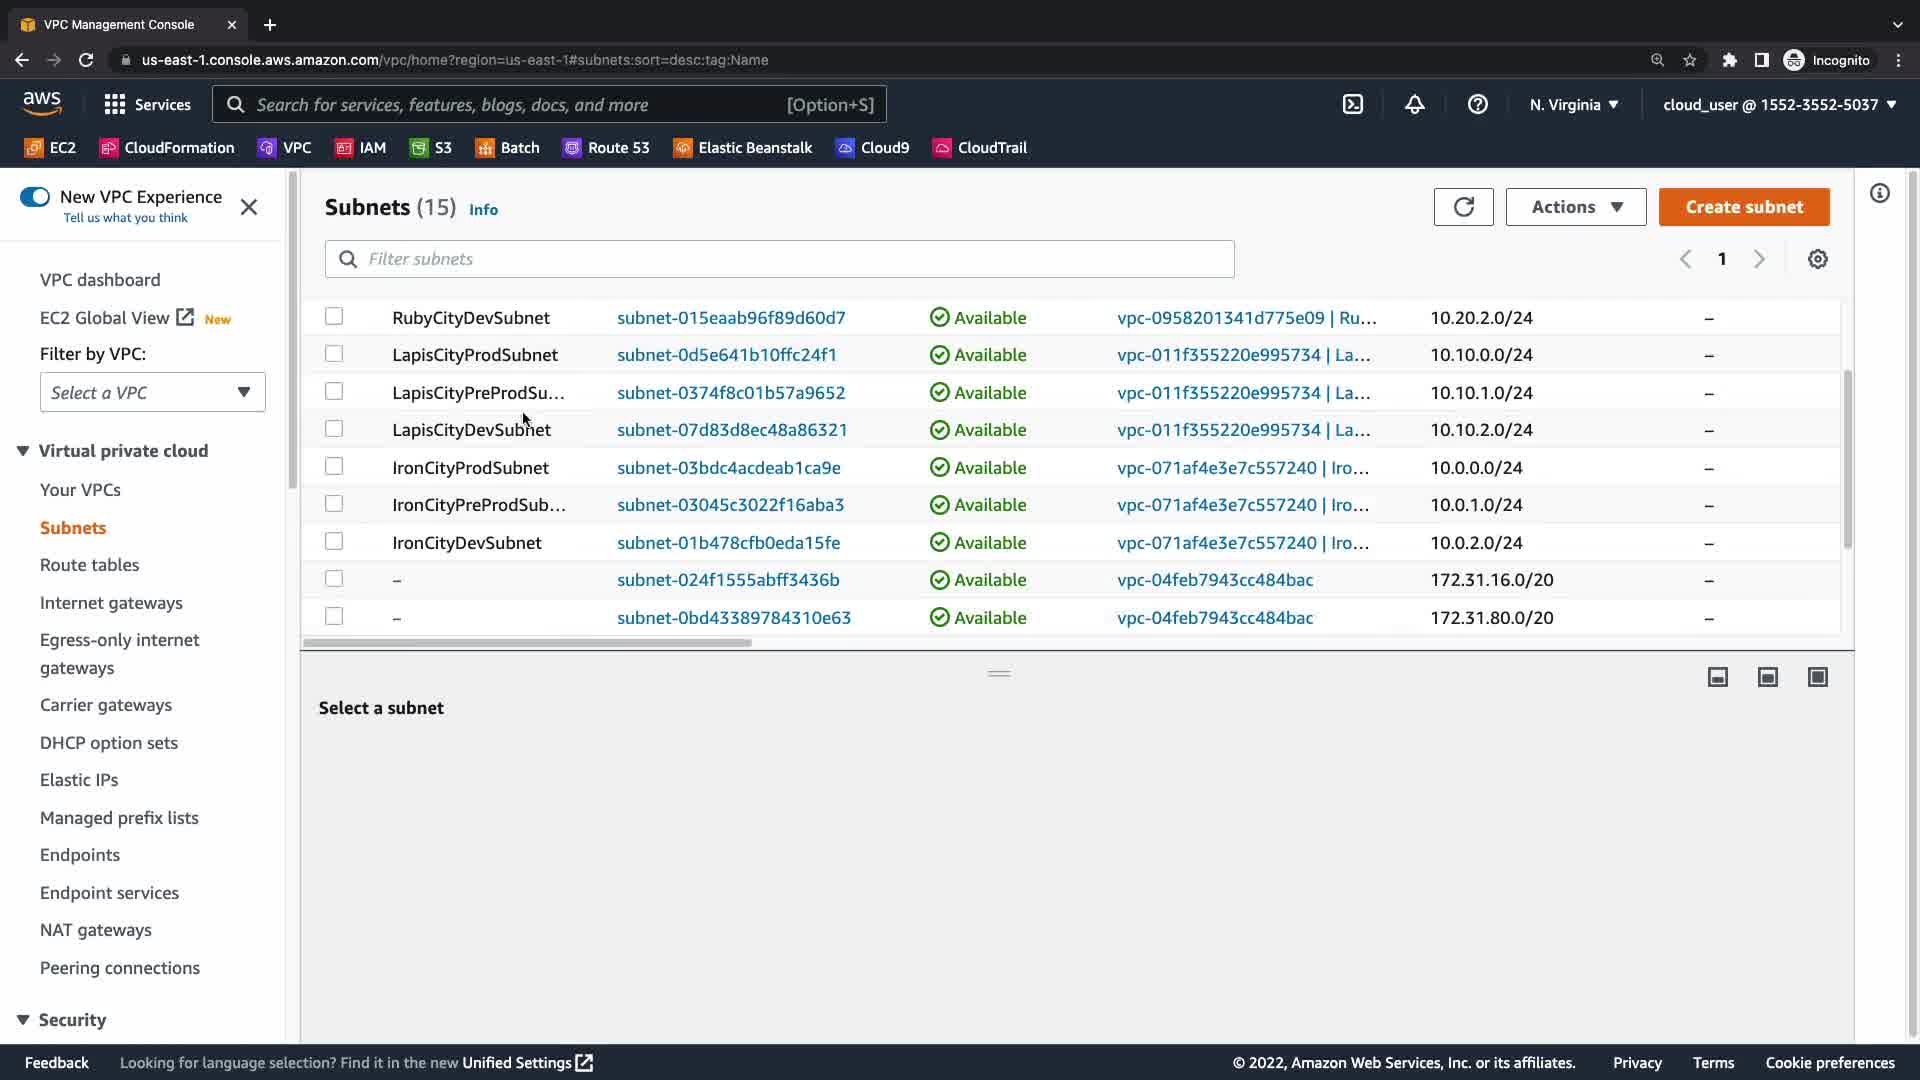 VPC Management Console
us-east-1.console.aws.amazon.com/vpc/home?region=us-east-1#subnets:sort=desc:tag:Name
Incognito
aws
Services
Search for services, features, blogs, docs, and more
[Option+S]
N. Virginia
cloud_user @ 1552-3552-5037
EC2
CloudFormation
VPC
IAM
S3
Batch
Route 53
Elastic Beanstalk
Cloud9
CloudTrail
New VPC Experience
Tell us what you think
VPC dashboard
EC2 Global View New
Filter by VPC:
Select a VPC
Virtual private cloud
Your VPCs
Subnets
Route tables
Internet gateways
Egress-only internet
gateways
Carrier gateways
DHCP option sets
Elastic IPs
Managed prefix lists
Endpoints
Endpoint services
NAT gateways
Peering connections
Security
Subnets (15) Info
Actions
Create subnet
Filter subnets
1
RubyCityDevSubnet subnet-015eaab96f89d60d7 Available vpc-0958201341d775e09 | Ru... 10.20.2.0/24 –
LapisCityProdSubnet subnet-0d5e641b10ffc24f1 Available vpc-011f355220e995734 | La... 10.10.0.0/24 –
LapisCityPreProdSu... subnet-0374f8c01b57a9652 Available vpc-011f355220e995734 | La... 10.10.1.0/24 –
LapisCityDevSubnet subnet-07d83d8ec48a86321 Available vpc-011f355220e995734 | La... 10.10.2.0/24 –
IronCityProdSubnet subnet-03bdc4acdeab1ca9e Available vpc-071af4e3e7c557240 | Iro... 10.0.0.0/24 –
IronCityPreProdSub... subnet-03045c3022f16aba3 Available vpc-071af4e3e7c557240 | Iro... 10.0.1.0/24 –
IronCityDevSubnet subnet-01b478cfb0eda15fe Available vpc-071af4e3e7c557240 | Iro... 10.0.2.0/24 –
– subnet-024f1555abff3436b Available vpc-04feb7943cc484bac 172.31.16.0/20 –
– subnet-0bd43389784310e63 Available vpc-04feb7943cc484bac 172.31.80.0/20 –
Select a subnet
Feedback
Looking for language selection? Find it in the new Unified Settings
© 2022, Amazon Web Services, Inc. or its affiliates.
Privacy
Terms
Cookie preferences